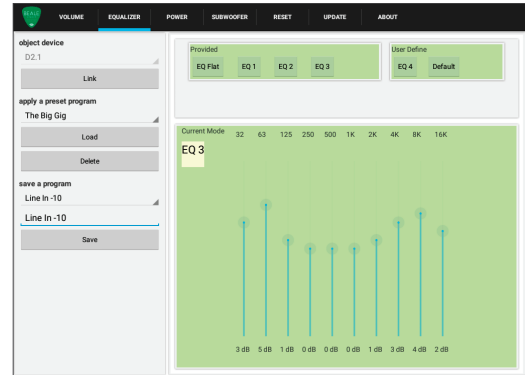 VOLUME EQUALIZER POWER SUBWOOFER RESET UPDATE ABOUT
object device
D2.1
Link
apply a preset program
The Big Gig
Load
Delete
save a program
Line In -10
Line In -10
Save
Provided
EQ Flat EQ 1 EQ 2 EQ 3
User Define
EQ 4 Default
Current Mode 32 63 125 250 500 1K 2K 4K 8K 16K
EQ 3
3 dB 5 dB 1 dB 0 dB 0 dB 0 dB 1 dB 3 dB 4 dB 2 dB